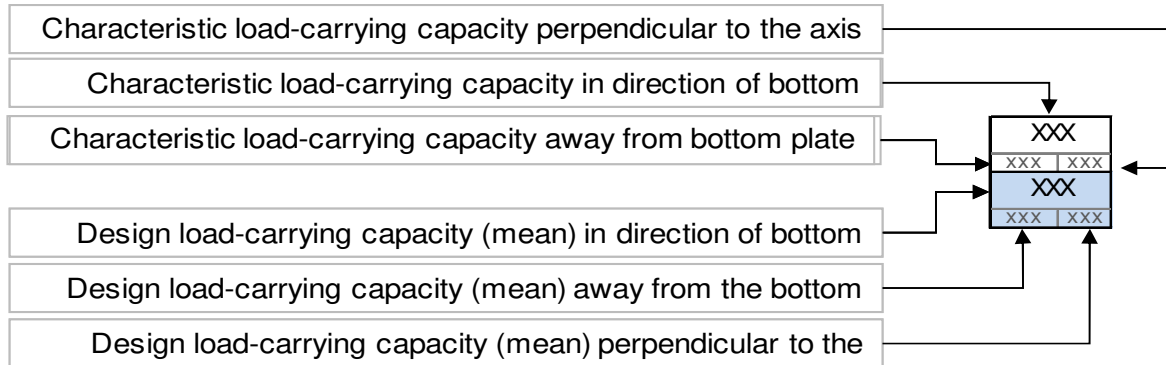 Characteristic load-carrying capacity perpendicular to the axis
Characteristic load-carrying capacity in direction of bottom
Characteristic load-carrying capacity away from bottom plate
XXX
xxx xxx
XXX
xxx xxx
Design load-carrying capacity (mean) in direction of bottom
Design load-carrying capacity (mean) away from the bottom
Design load-carrying capacity (mean) perpendicular to the